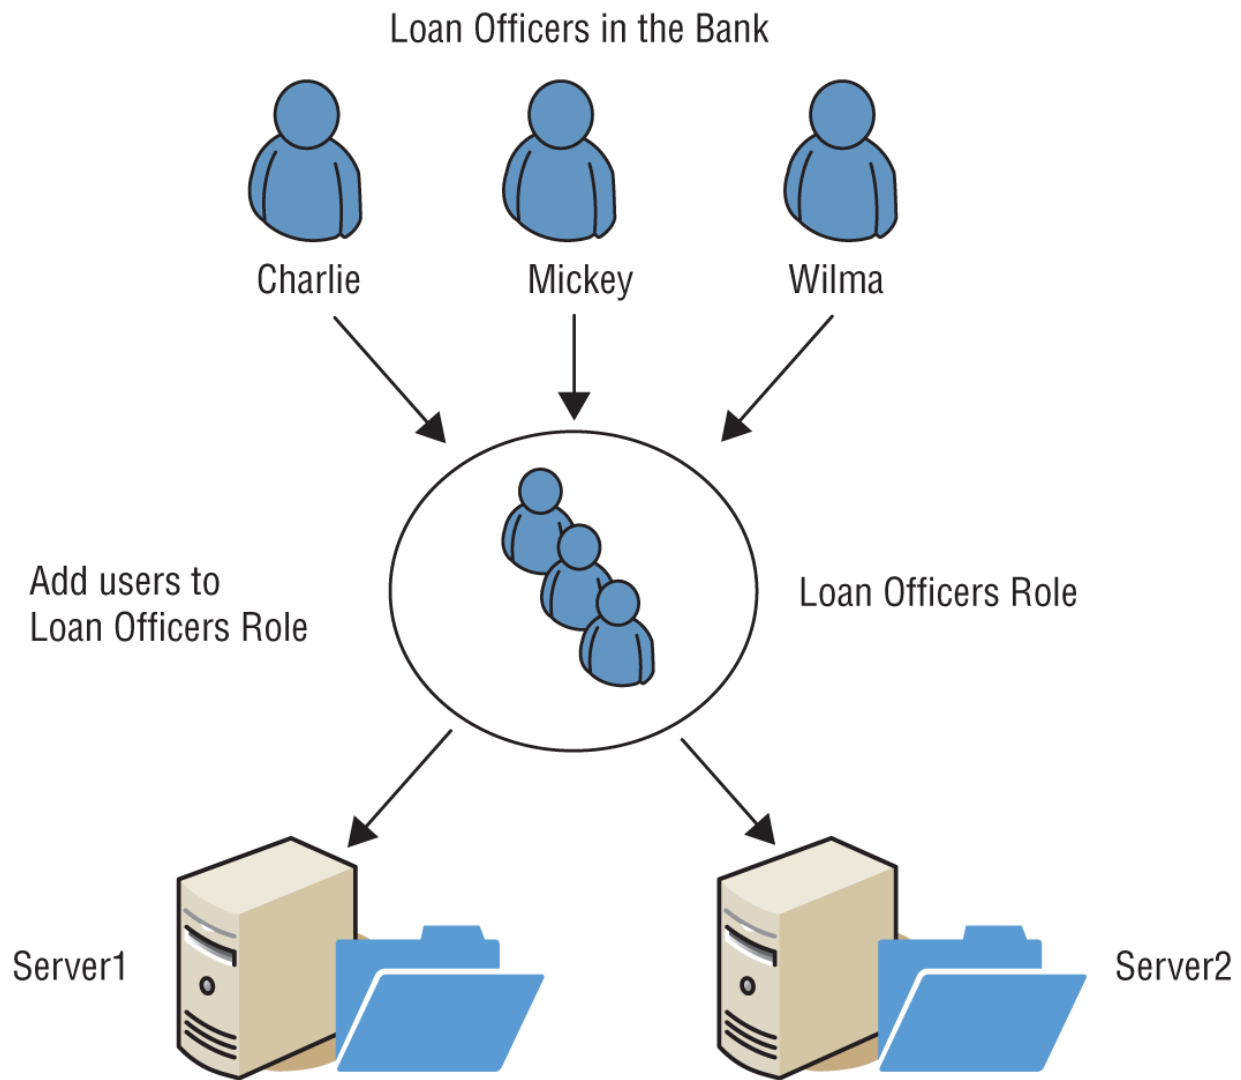 Loan Officers in the Bank
Charlie
Mickey
Wilma
Add users to
Loan Officers Role
Loan Officers Role
Server1
Server2